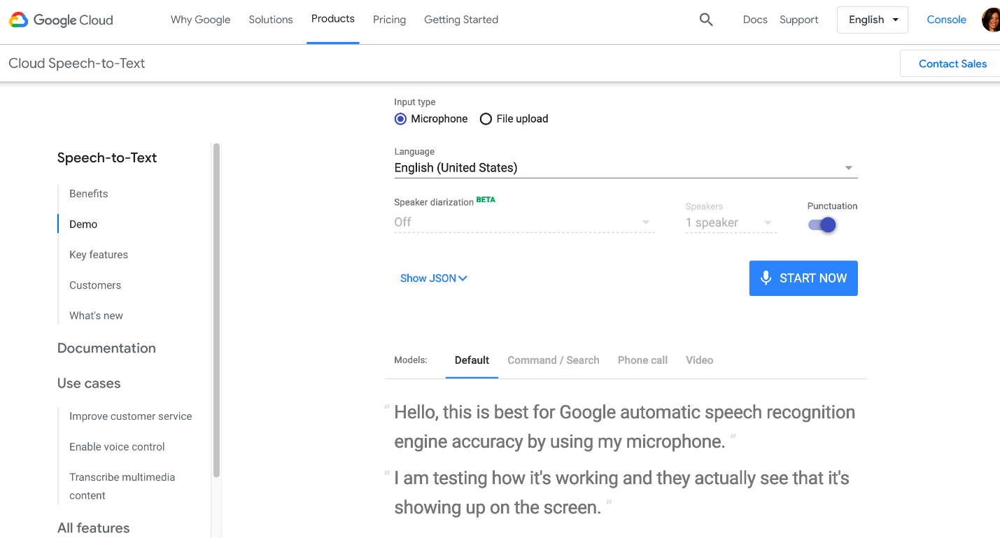 Google Cloud
Why Google
Solutions
Products
Pricing
Getting Started
Docs
Support
English
Console
Cloud Speech-to-Text
Contact Sales
Speech-to-Text
Benefits
Demo
Key features
Customers
What's new
Documentation
Use cases
Improve customer service
Enable voice control
Transcribe multimedia
content
All features
Input type
Microphone
File upload
Language
English (United States)
Speaker diarization BETA
Off
Speakers
1 speaker
Punctuation
Show JSON
START NOW
Models:
Default
Command / Search
Phone call
Video
“ Hello, this is best for Google automatic speech recognition
engine accuracy by using my microphone. ”
“ I am testing how it's working and they actually see that it's
showing up on the screen. ”